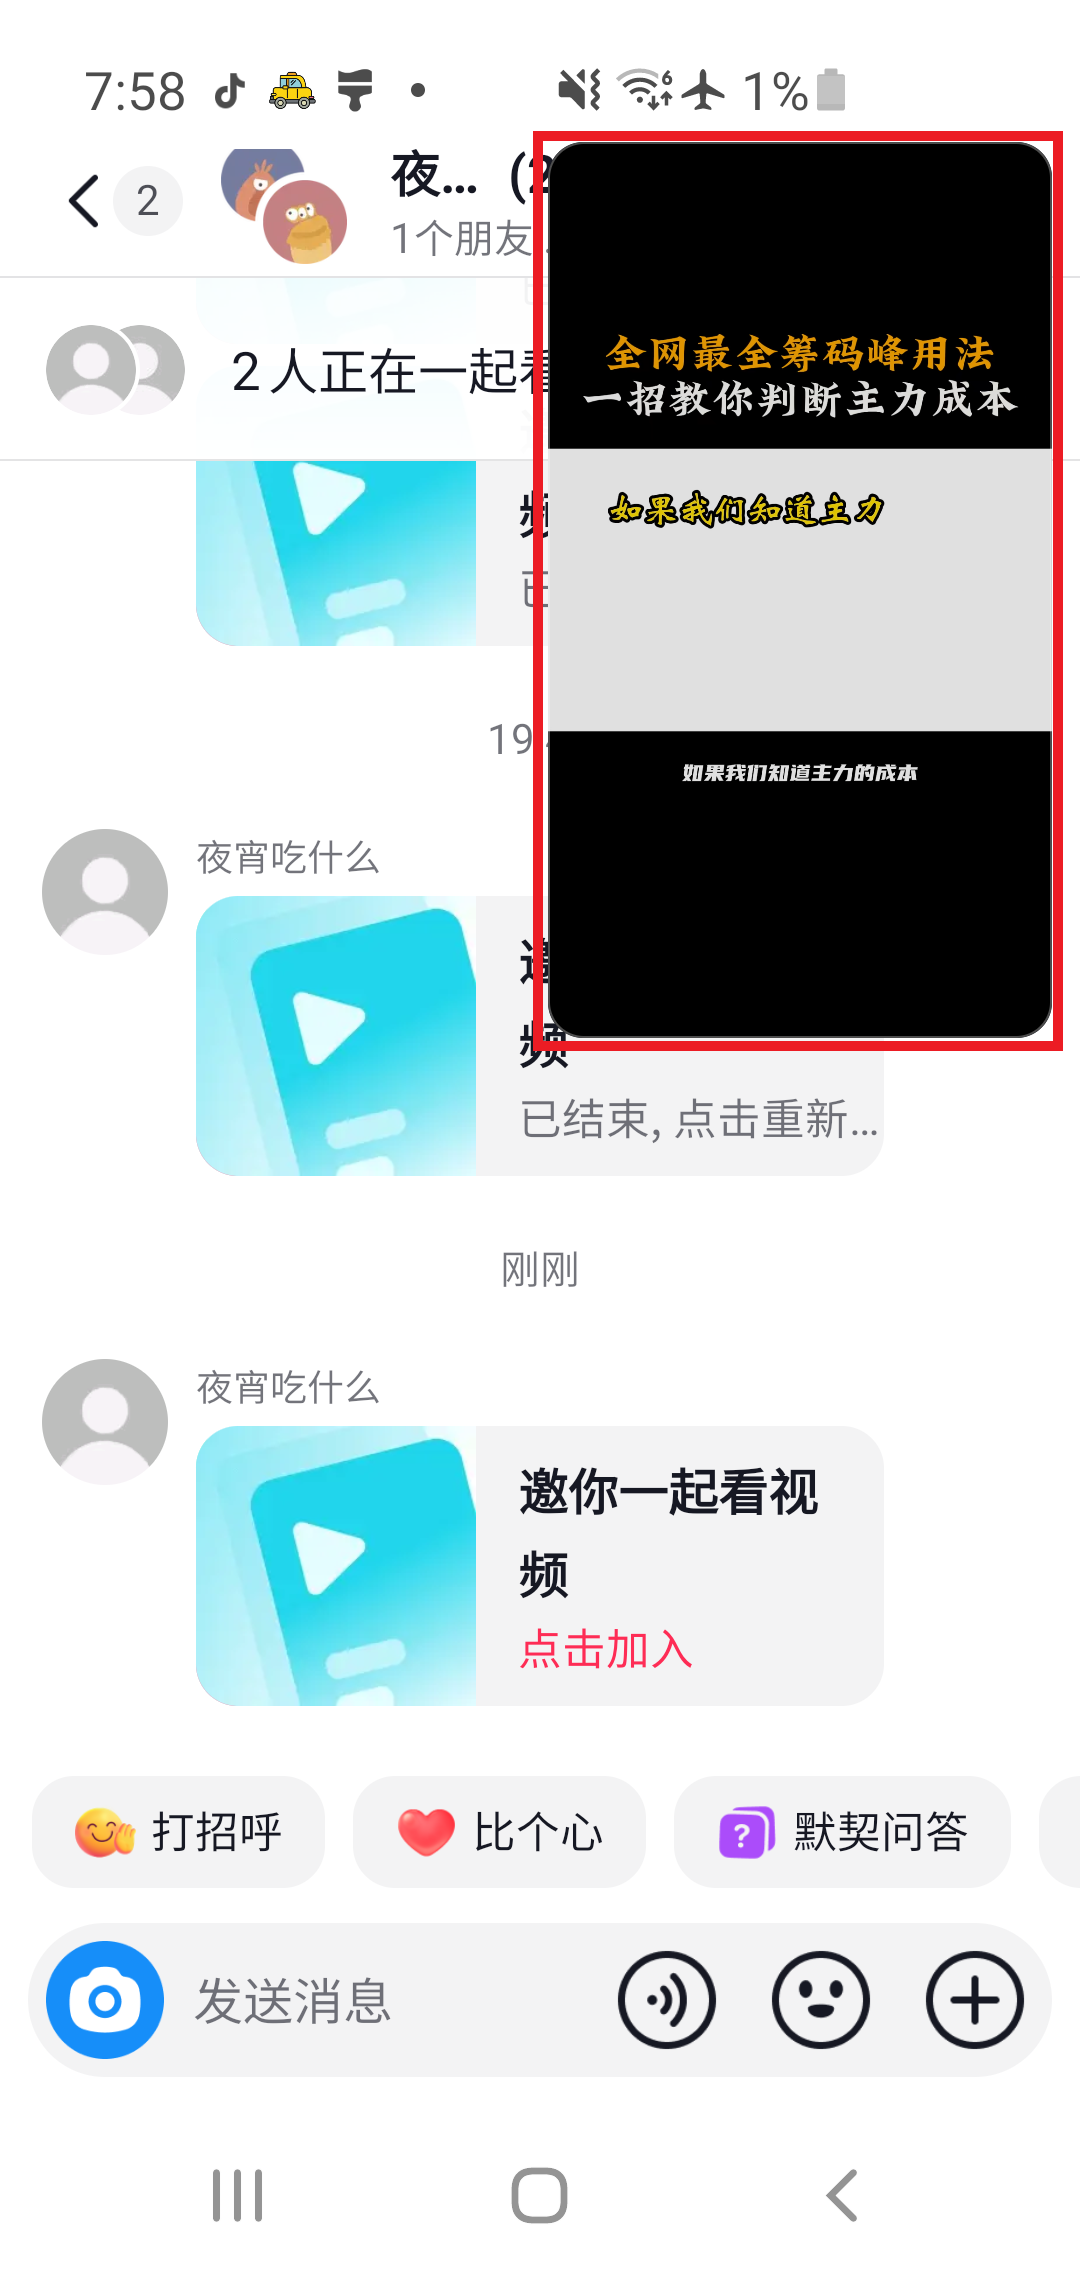 7:58
1%
2
夜... (2
1个朋友
2人正在一起看
全网最全筹码峰用法
一招教你判断主力成本
如果我们知道主力
如果我们知道主力的成本
频
已
19
夜宵吃什么
邀
频
已结束, 点击重新...
刚刚
夜宵吃什么
邀你一起看视
频
点击加入
打招呼
比个心
默契问答
发送消息